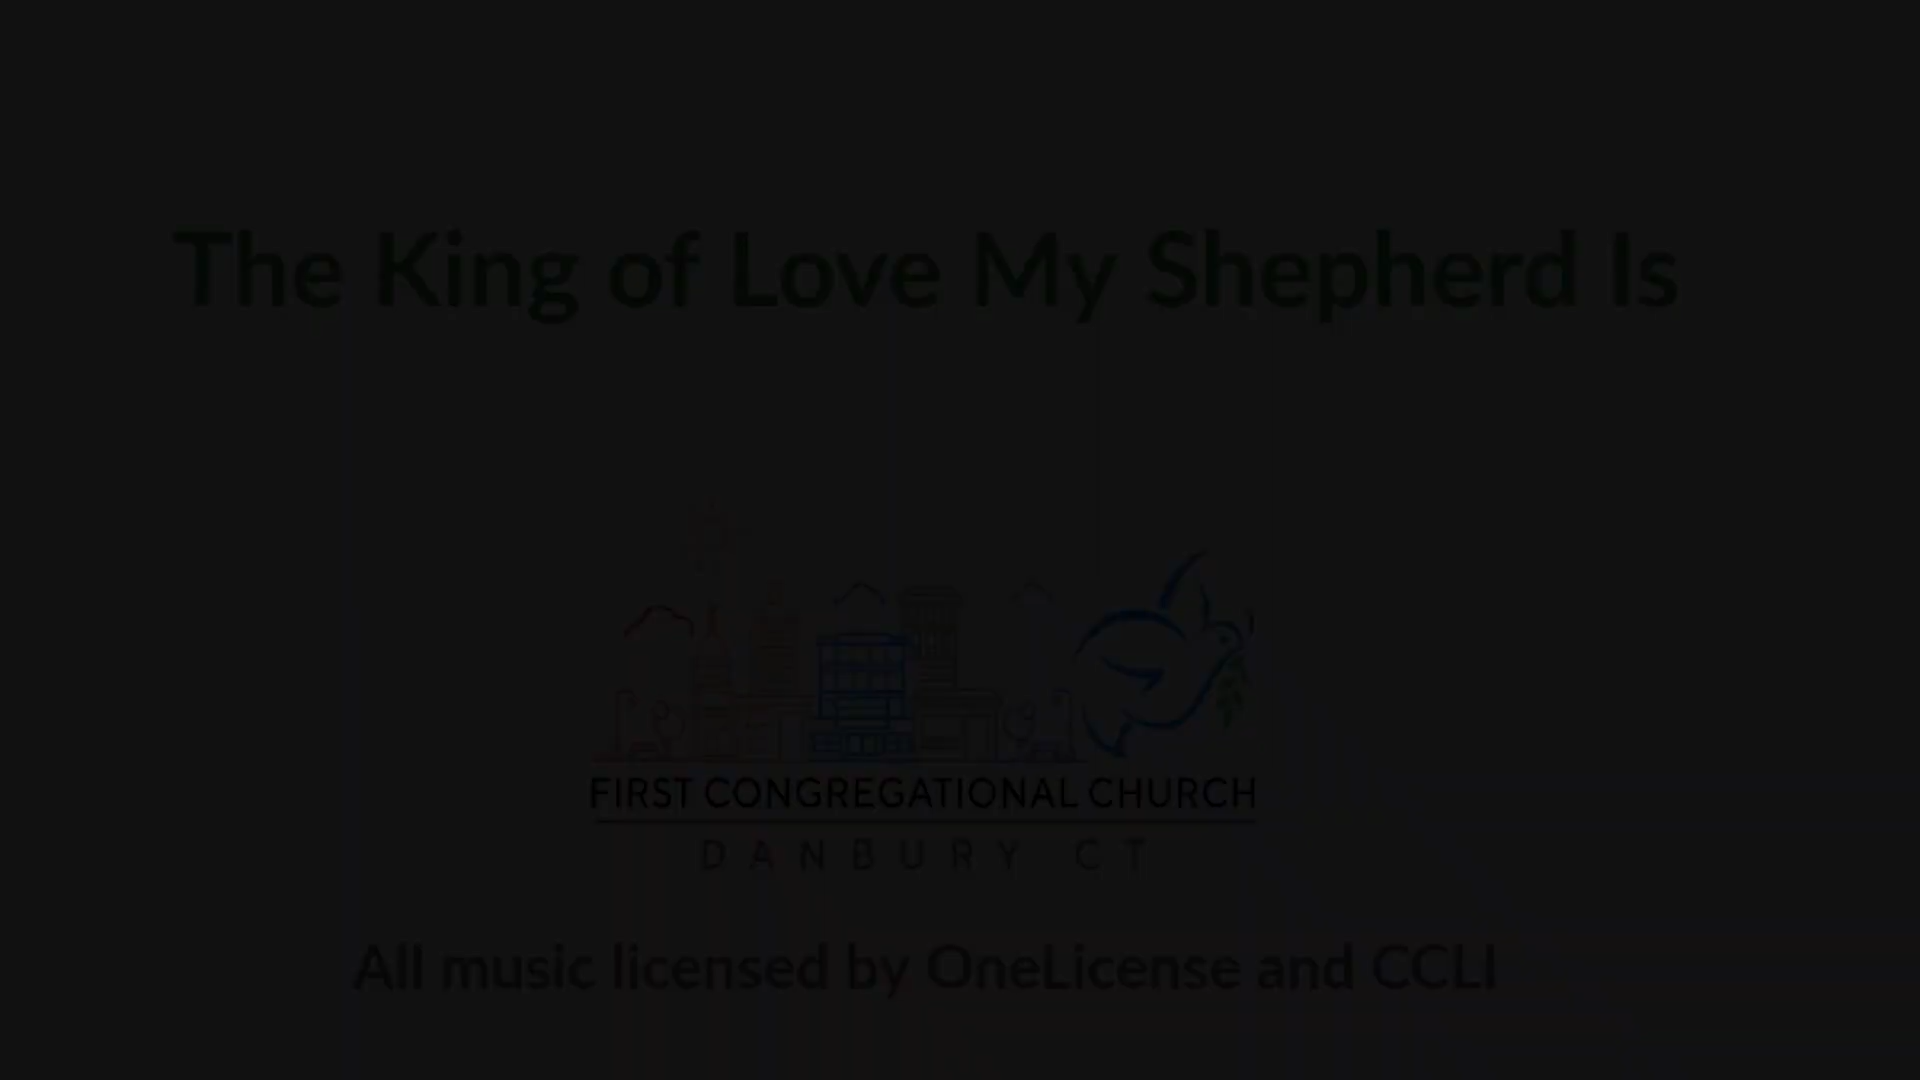 The King of Love My Shepherd Is
FIRST CONGREGATIONAL CHURCH
DANBURY CT
All music licensed by OneLicense and CCLI